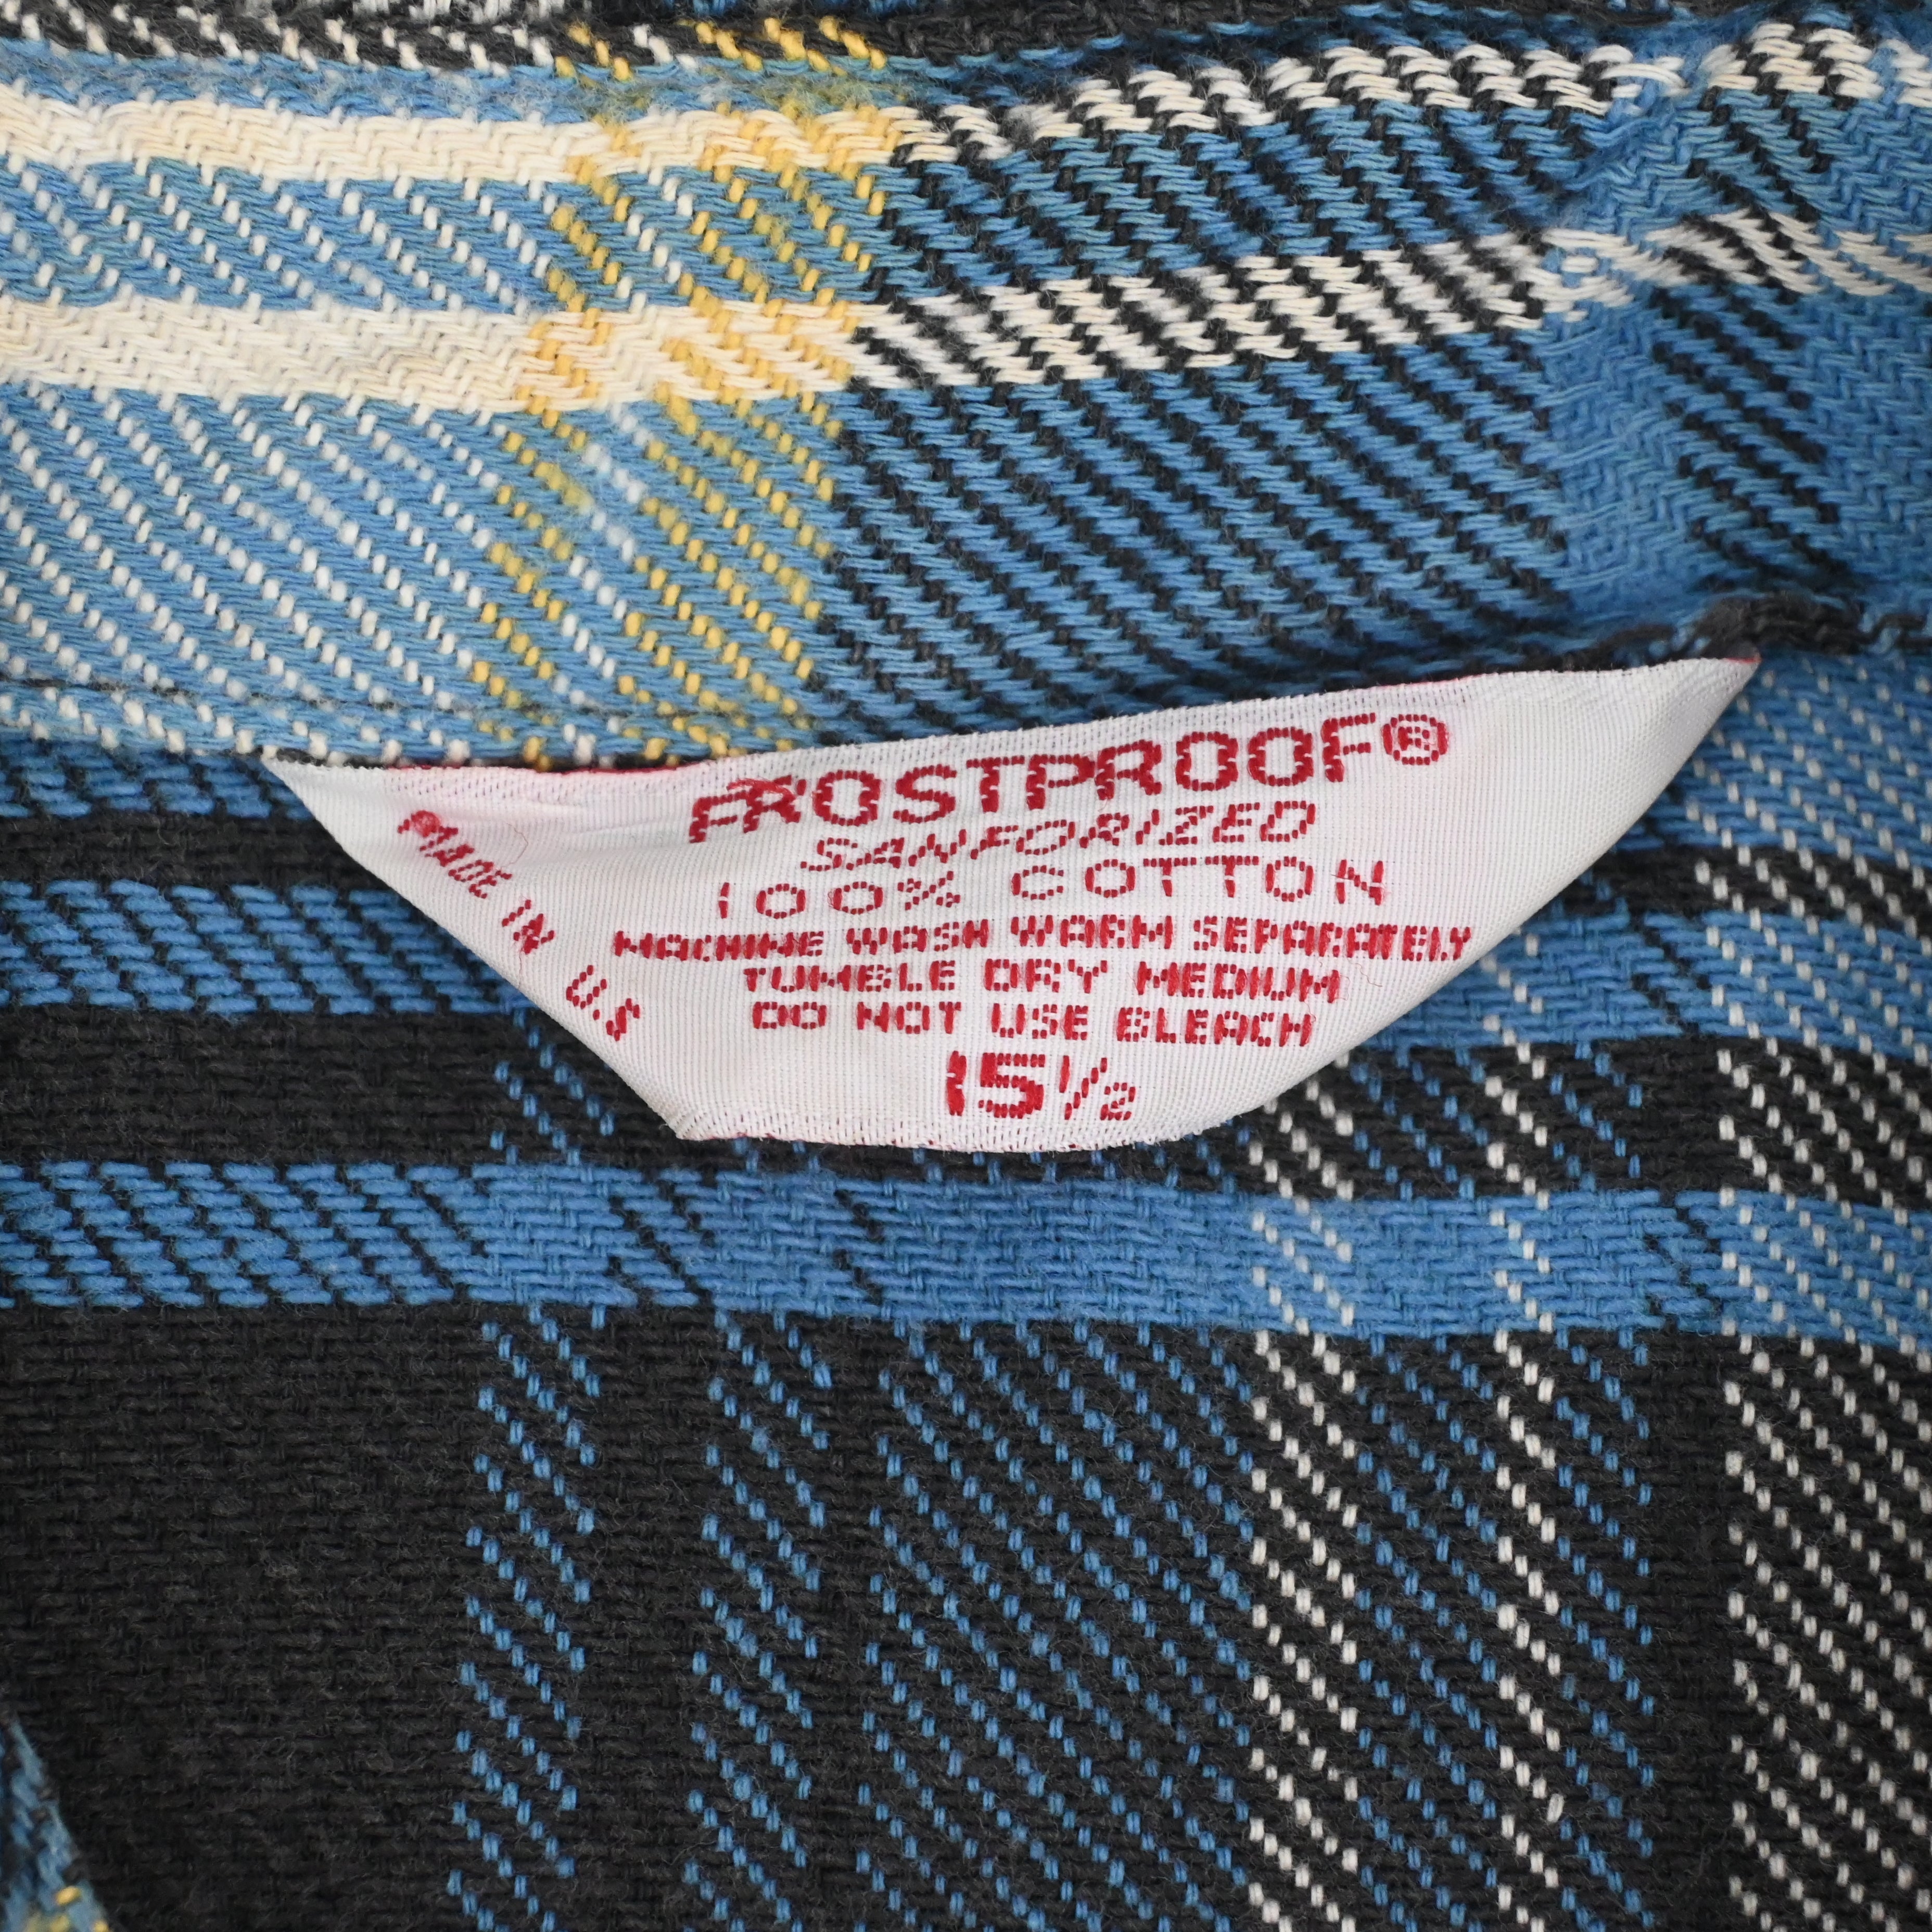 FROSTPROOF®
SANFORIZED
100% COTTON
MACHINE WASH WARM SEPARATELY
TUMBLE DRY MEDIUM
DO NOT USE BLEACH
15½
MADE IN U.S